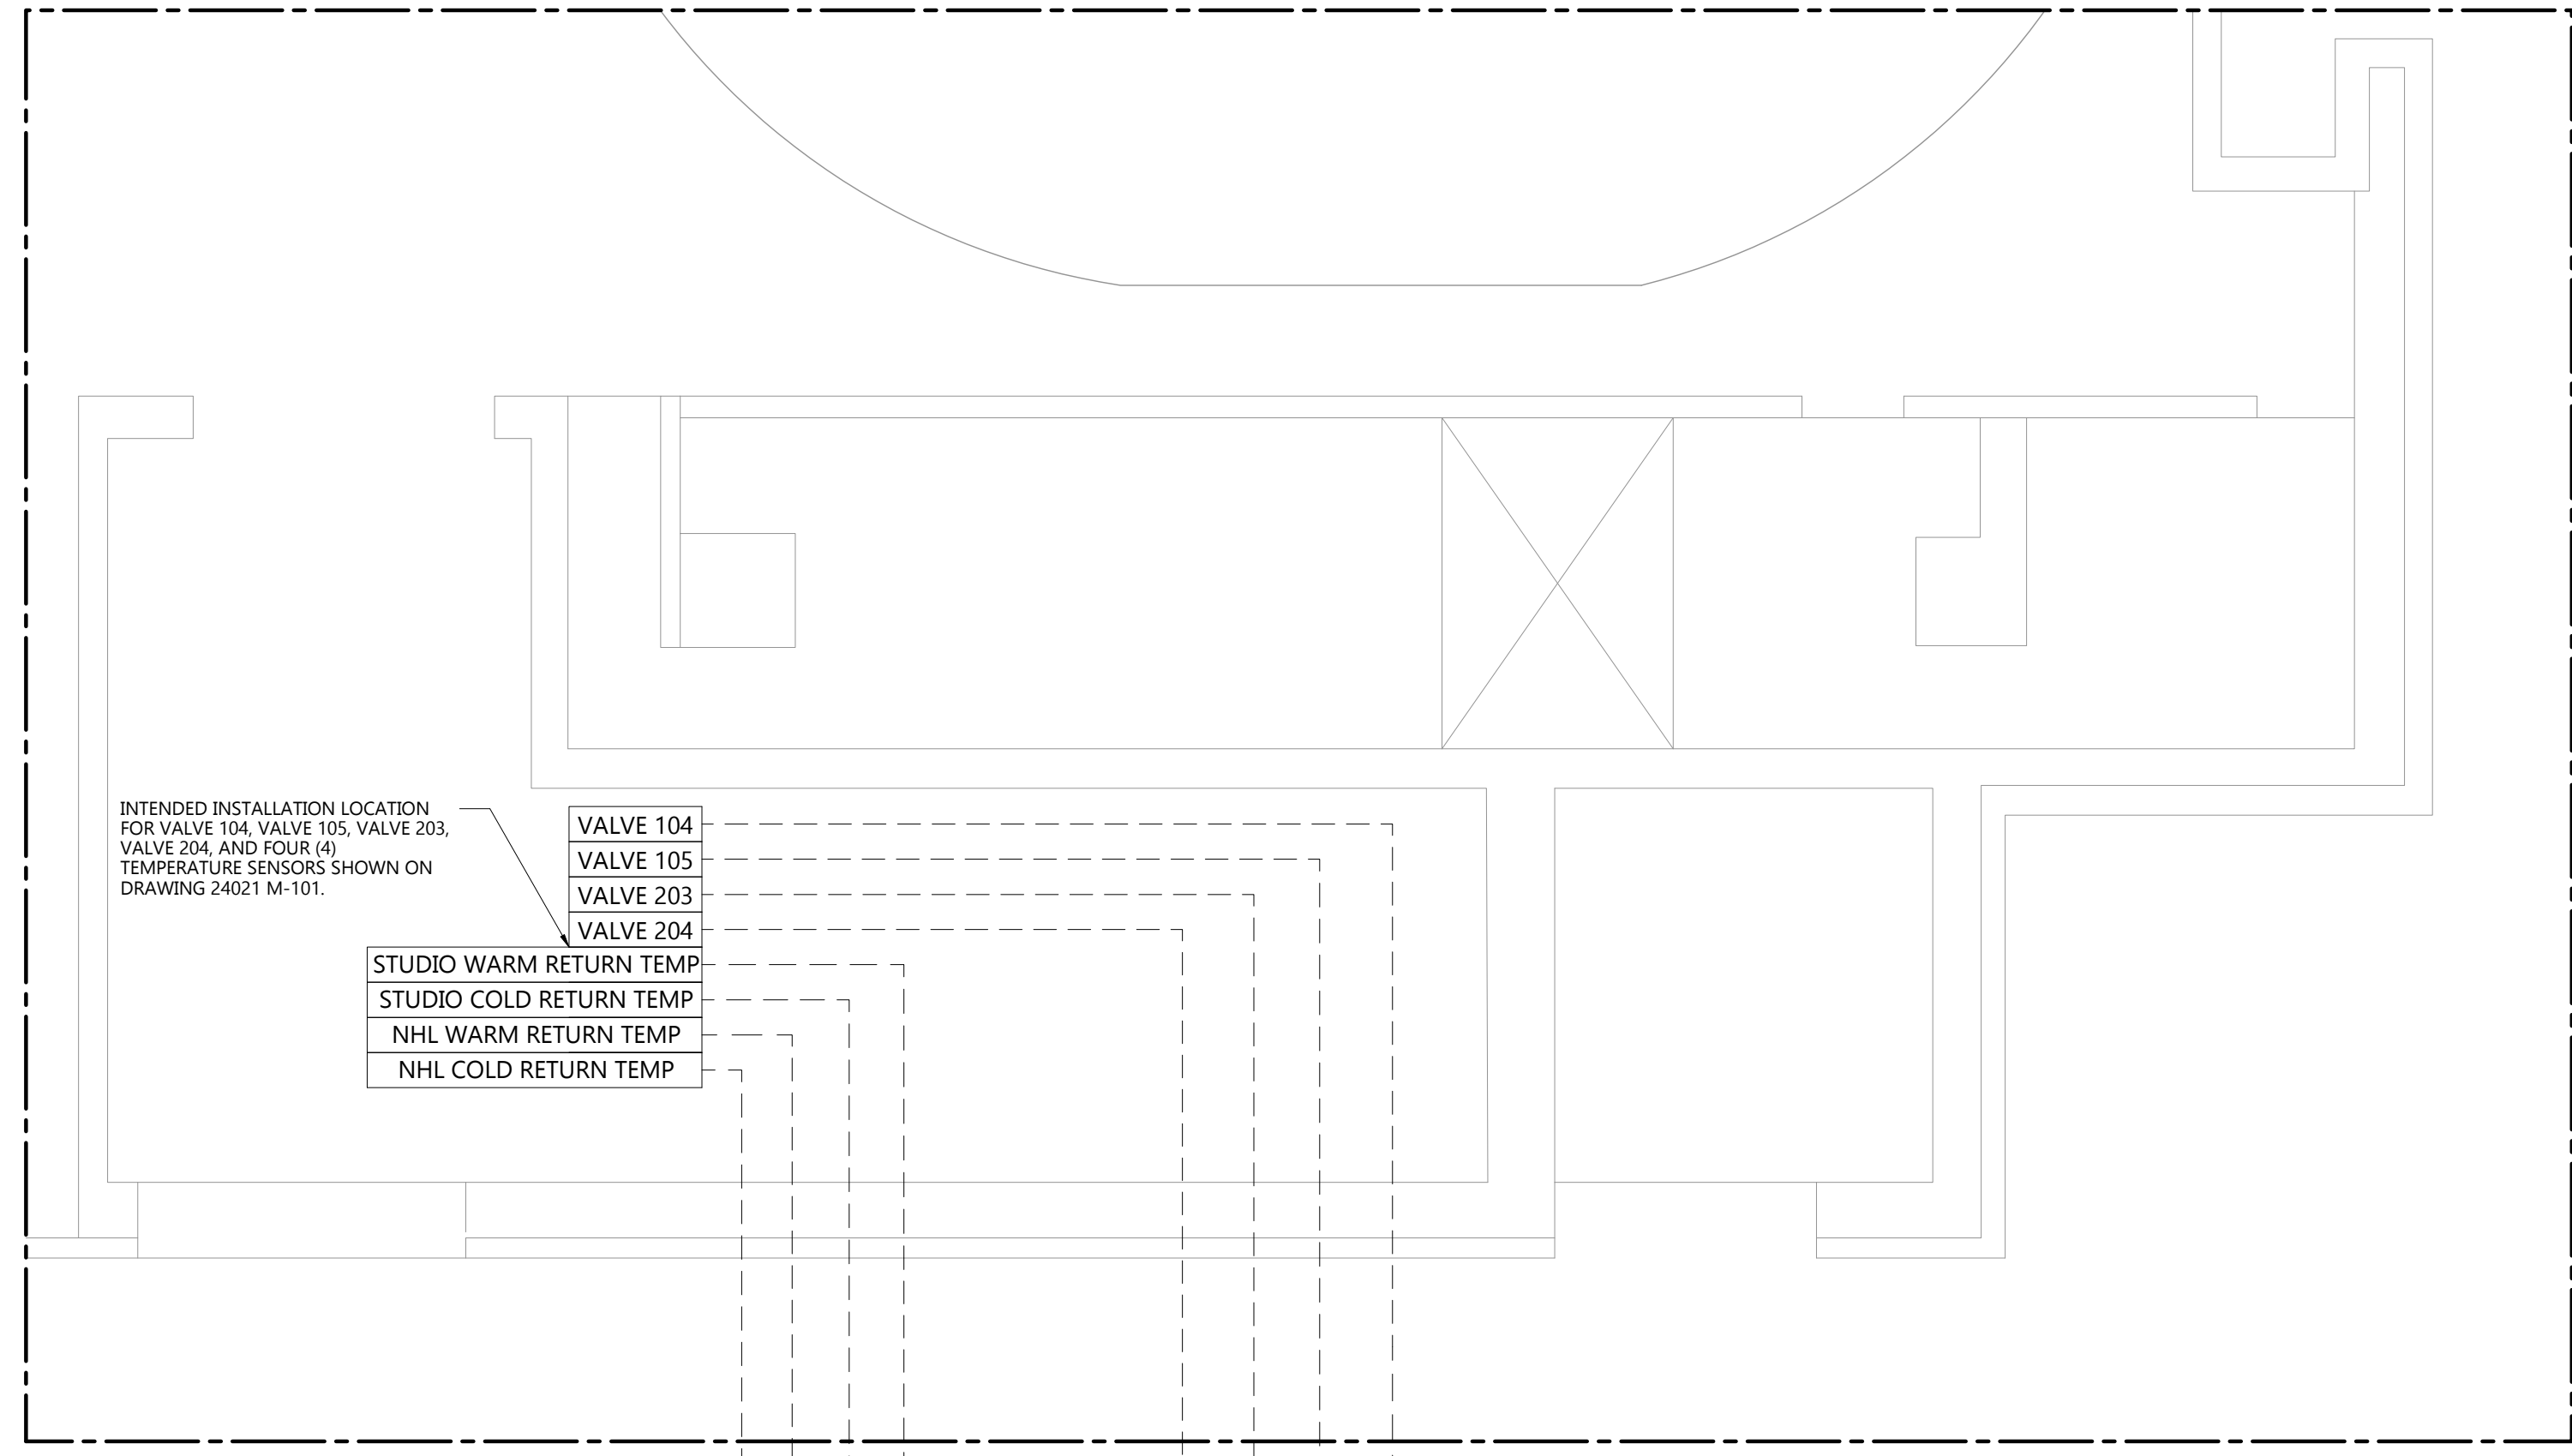 INTENDED INSTALLATION LOCATION
FOR VALVE 104, VALVE 105, VALVE 203,
VALVE 204, AND FOUR (4)
TEMPERATURE SENSORS SHOWN ON
DRAWING 24021 M-101.
VALVE 104
VALVE 105
VALVE 203
VALVE 204
STUDIO WARM RETURN TEMP
STUDIO COLD RETURN TEMP
NHL WARM RETURN TEMP
NHL COLD RETURN TEMP